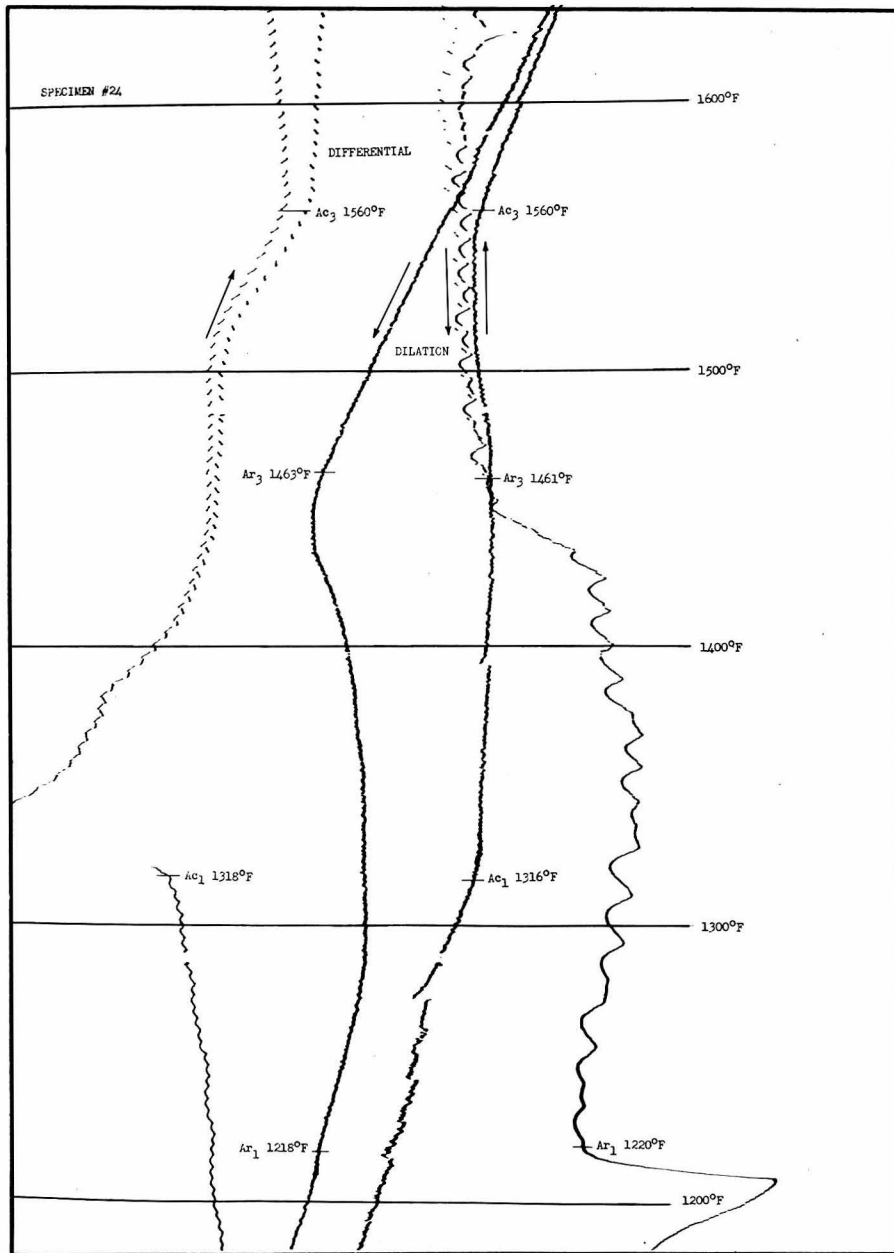 SPECIMEN #24
1600°F
DIFFERENTIAL
Ac₃ 1560°F
Ac₃ 1560°F
DILATION
1500°F
Ar₃ 1463°F
Ar₃ 1461°F
1400°F
Ac₁ 1318°F
Ac₁ 1316°F
1300°F
Ar₁ 1218°F
Ar₁ 1220°F
1200°F